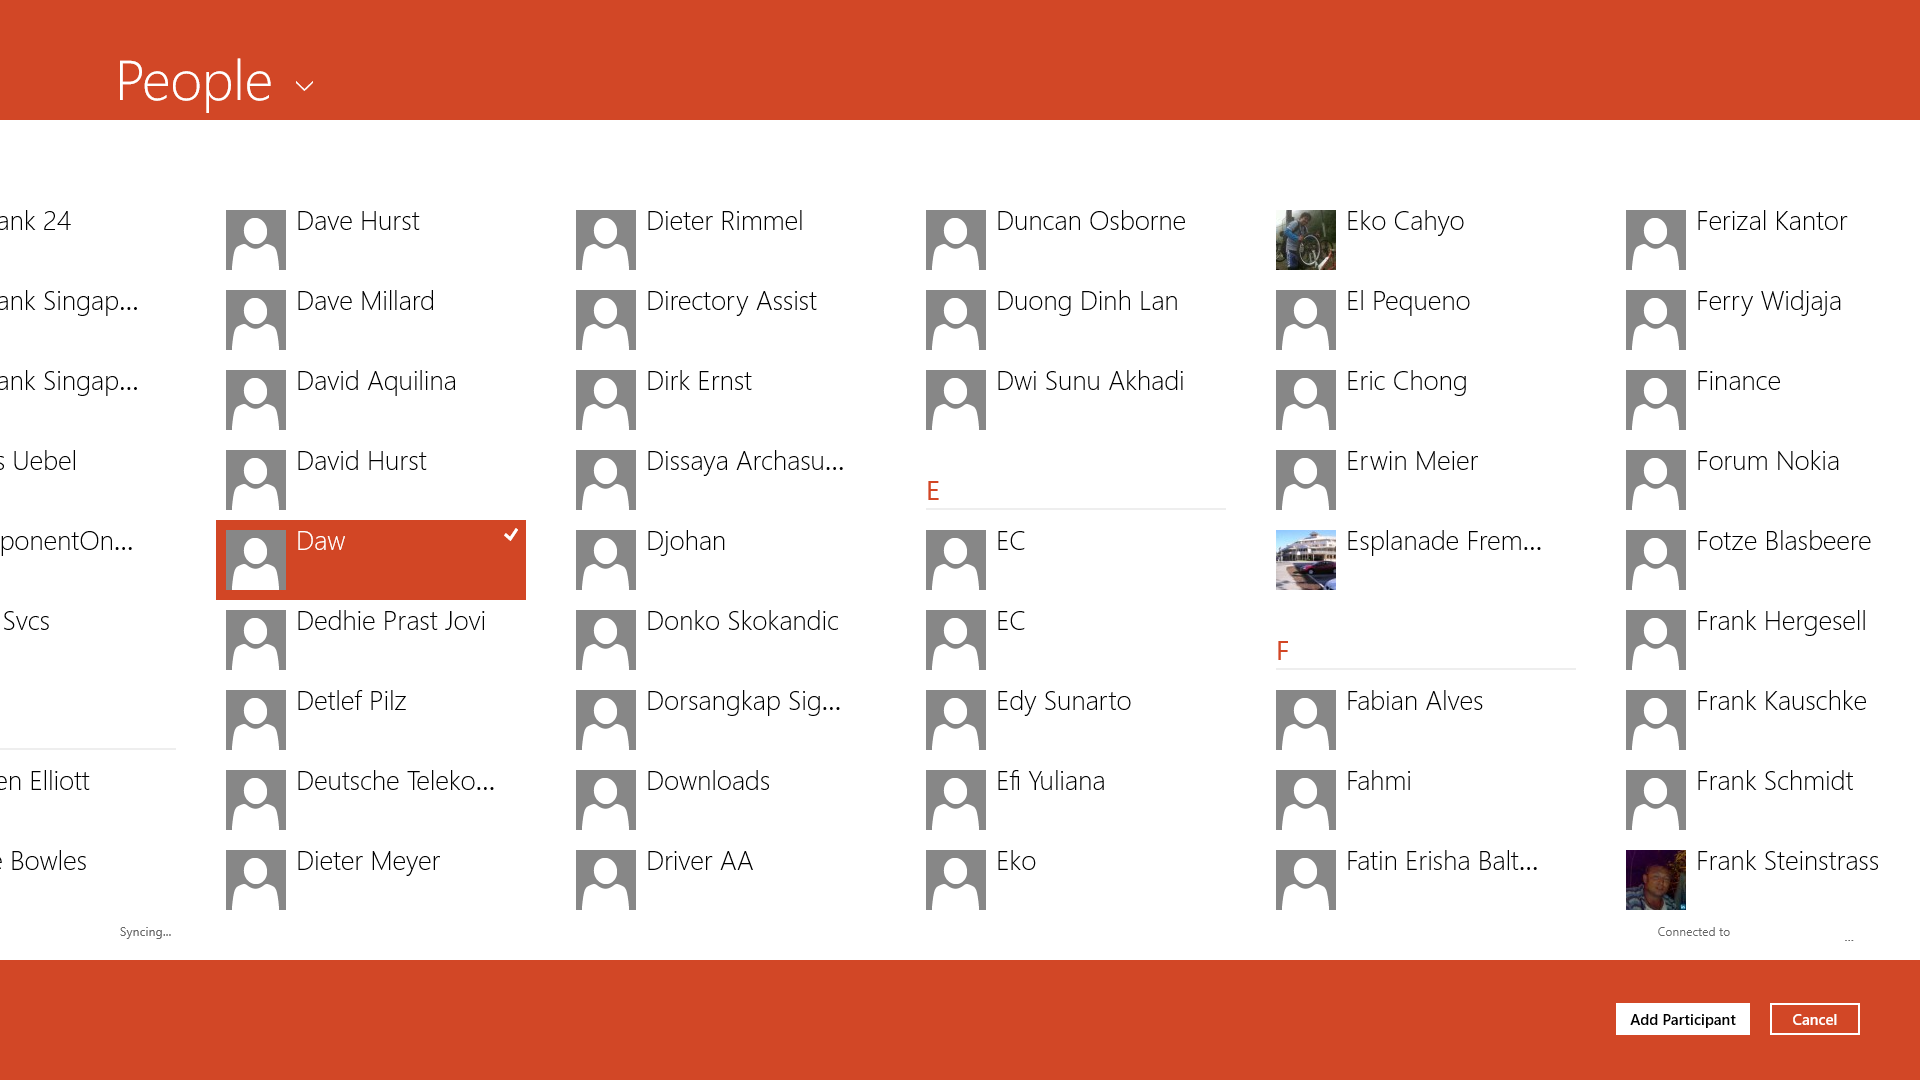 People
ank 24
ank Singap...
ank Singap...
s Uebel
ponentOn...
Svcs
en Elliott
e Bowles
Dave Hurst
Dave Millard
David Aquilina
David Hurst
Daw
Dedhie Prast Jovi
Detlef Pilz
Deutsche Teleko...
Dieter Meyer
Dieter Rimmel
Directory Assist
Dirk Ernst
Dissaya Archasu...
Djohan
Donko Skokandic
Dorsangkap Sig...
Downloads
Driver AA
Duncan Osborne
Duong Dinh Lan
Dwi Sunu Akhadi
E
EC
EC
Edy Sunarto
Efi Yuliana
Eko
Eko Cahyo
El Pequeno
Eric Chong
Erwin Meier
Esplanade Frem...
F
Fabian Alves
Fahmi
Fatin Erisha Balt...
Ferizal Kantor
Ferry Widjaja
Finance
Forum Nokia
Fotze Blasbeere
Frank Hergesell
Frank Kauschke
Frank Schmidt
Frank Steinstrass
Syncing...
Connected to
...
Add Participant
Cancel